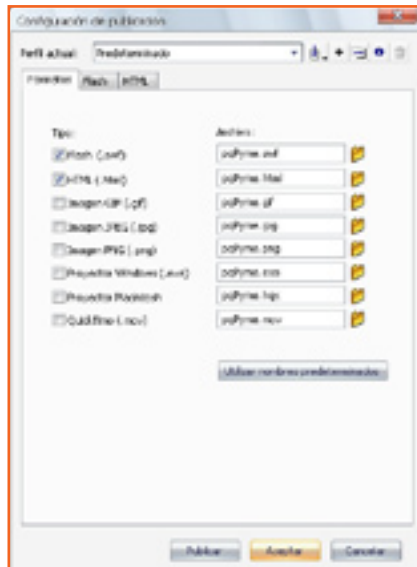 Configuración de publicación
Perfil actual: Predeterminado
Formatos Flash HTML
Tipo: Archivo:
Flash (.swf)
HTML (.html)
Imagen GIF (.gif)
Imagen JPEG (.jpg)
Imagen PNG (.png)
Proyector Windows (.exe)
Proyector Macintosh
QuickTime (.mov)
Utilizar nombres predeterminados
Publicar Aceptar Cancelar